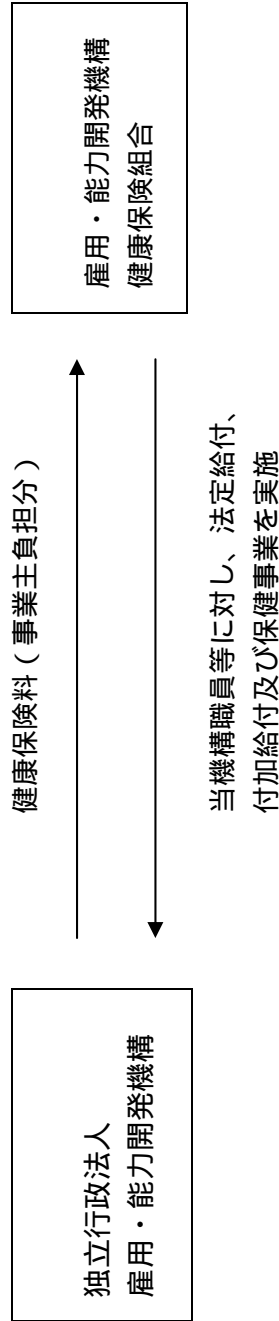 独立行政法人
雇用・能力開発機構
健康保険料（事業主負担分）
当機構職員等に対し、法定給付、
付加給付及び保健事業を実施
雇用・能力開発機構
健康保険組合